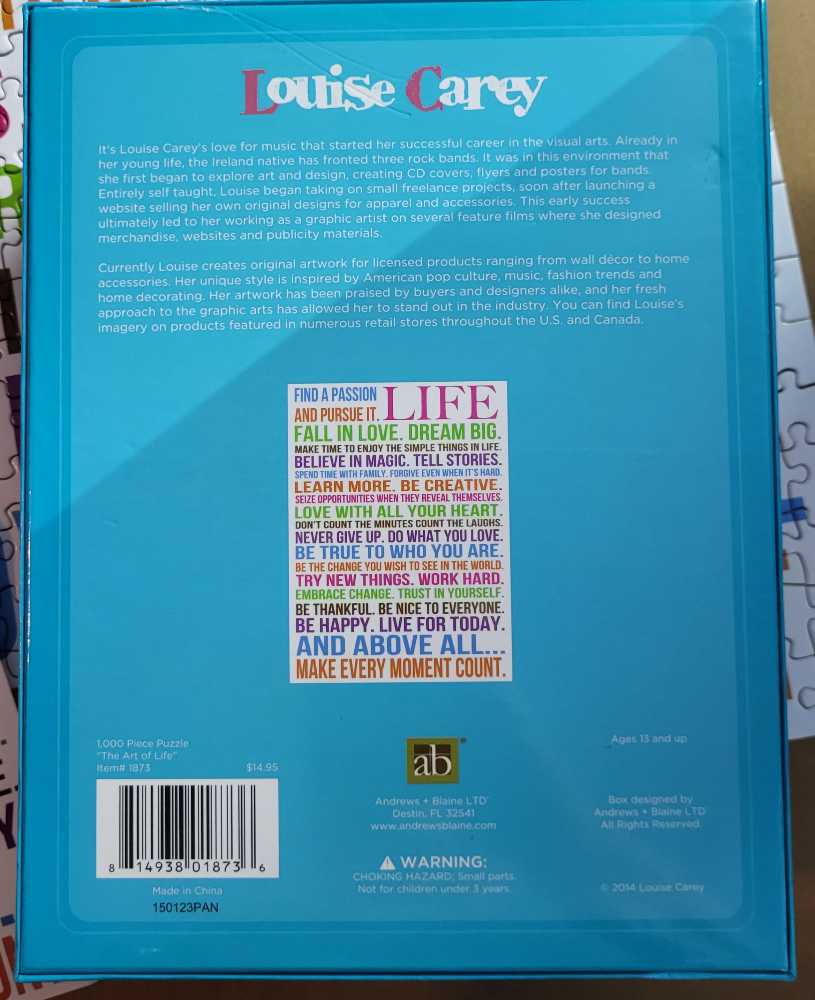 Louise Carey
It's Louise Carey's love for music that started her successful career in the visual arts. Already in
her young life, the Ireland native has fronted three rock bands. It was in this environment that
she first began to explore art and design, creating CD covers, flyers and posters for bands.
Entirely self taught, Louise began taking on small freelance projects, soon after launching a
website selling her own original designs for apparel and accessories. This early success
ultimately led to her working as a graphic artist on several feature films where she designed
merchandise, websites and publicity materials.
Currently Louise creates original artwork for licensed products ranging from wall décor to home
accessories. Her unique style is inspired by American pop culture, music, fashion trends and
home decorating. Her artwork has been praised by buyers and designers alike, and her fresh
approach to the graphic arts has allowed her to stand out in the industry. You can find Louise's
imagery on products featured in numerous retail stores throughout the U.S. and Canada.
FIND A PASSION
AND PURSUE IT. LIFE
FALL IN LOVE. DREAM BIG.
MAKE TIME TO ENJOY THE SIMPLE THINGS IN LIFE.
BELIEVE IN MAGIC. TELL STORIES.
SPEND TIME WITH FAMILY. FORGIVE EVEN WHEN IT'S HARD.
LEARN MORE. BE CREATIVE.
SEIZE OPPORTUNITIES WHEN THEY REVEAL THEMSELVES.
LOVE WITH ALL YOUR HEART.
DON'T COUNT THE MINUTES COUNT THE LAUGHS.
NEVER GIVE UP. DO WHAT YOU LOVE.
BE TRUE TO WHO YOU ARE.
BE THE CHANGE YOU WISH TO SEE IN THE WORLD.
TRY NEW THINGS. WORK HARD.
EMBRACE CHANGE. TRUST IN YOURSELF.
BE THANKFUL. BE NICE TO EVERYONE.
BE HAPPY. LIVE FOR TODAY.
AND ABOVE ALL...
MAKE EVERY MOMENT COUNT.
1,000 Piece Puzzle
"The Art of Life"
Item# 1873 $14.95
8 14938 01873 6
Made in China
150123PAN
ab®
Andrews + Blaine LTD
Destin, FL 32541
www.andrewsblaine.com
WARNING:
CHOKING HAZARD; Small parts.
Not for children under 3 years.
Ages 13 and up
Box designed by
Andrews + Blaine LTD
All Rights Reserved.
© 2014 Louise Carey